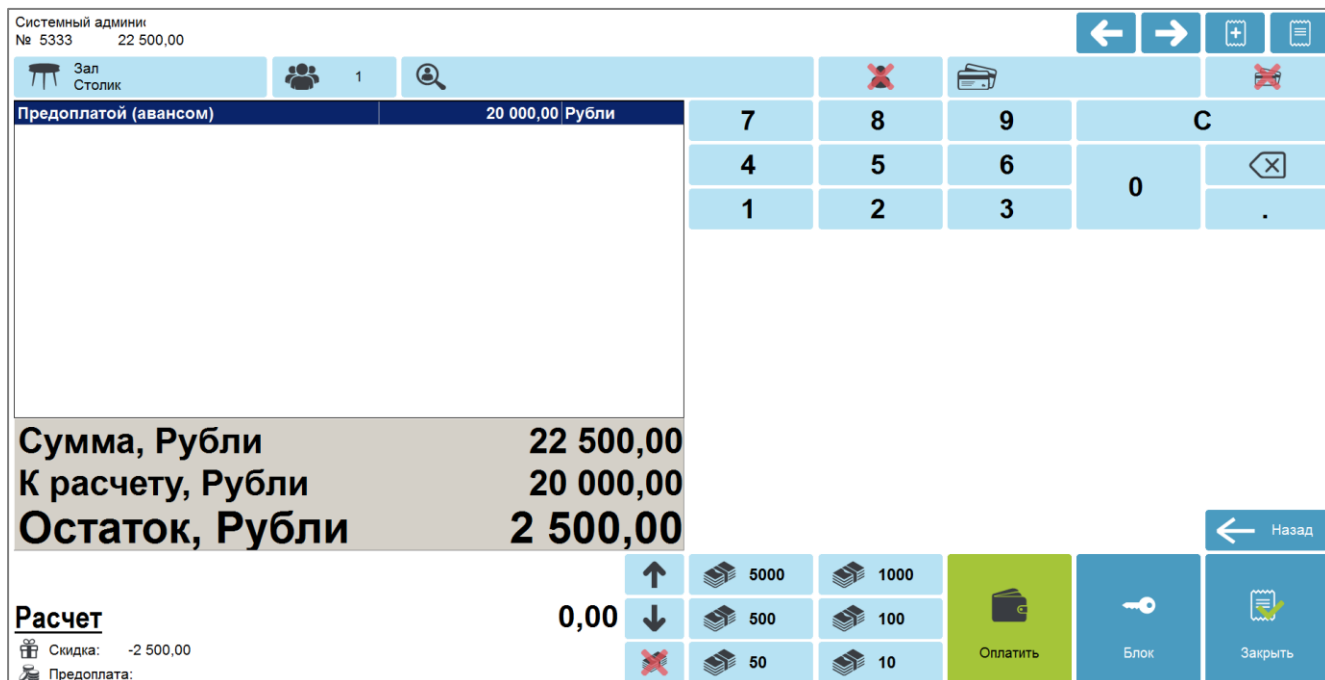 Системный админи
№ 5333 22 500,00
Зал
Столик
1
Предоплатой (авансом) 20 000,00 Рубли
7 8 9 C
4 5 6
0
1 2 3 .
Сумма, Рубли 22 500,00
К расчету, Рубли 20 000,00
Остаток, Рубли 2 500,00
Назад
5000 1000
Расчет 0,00
500 100
Скидка: -2 500,00
Предоплата:
50 10
Оплатить
Блок
Закрыть